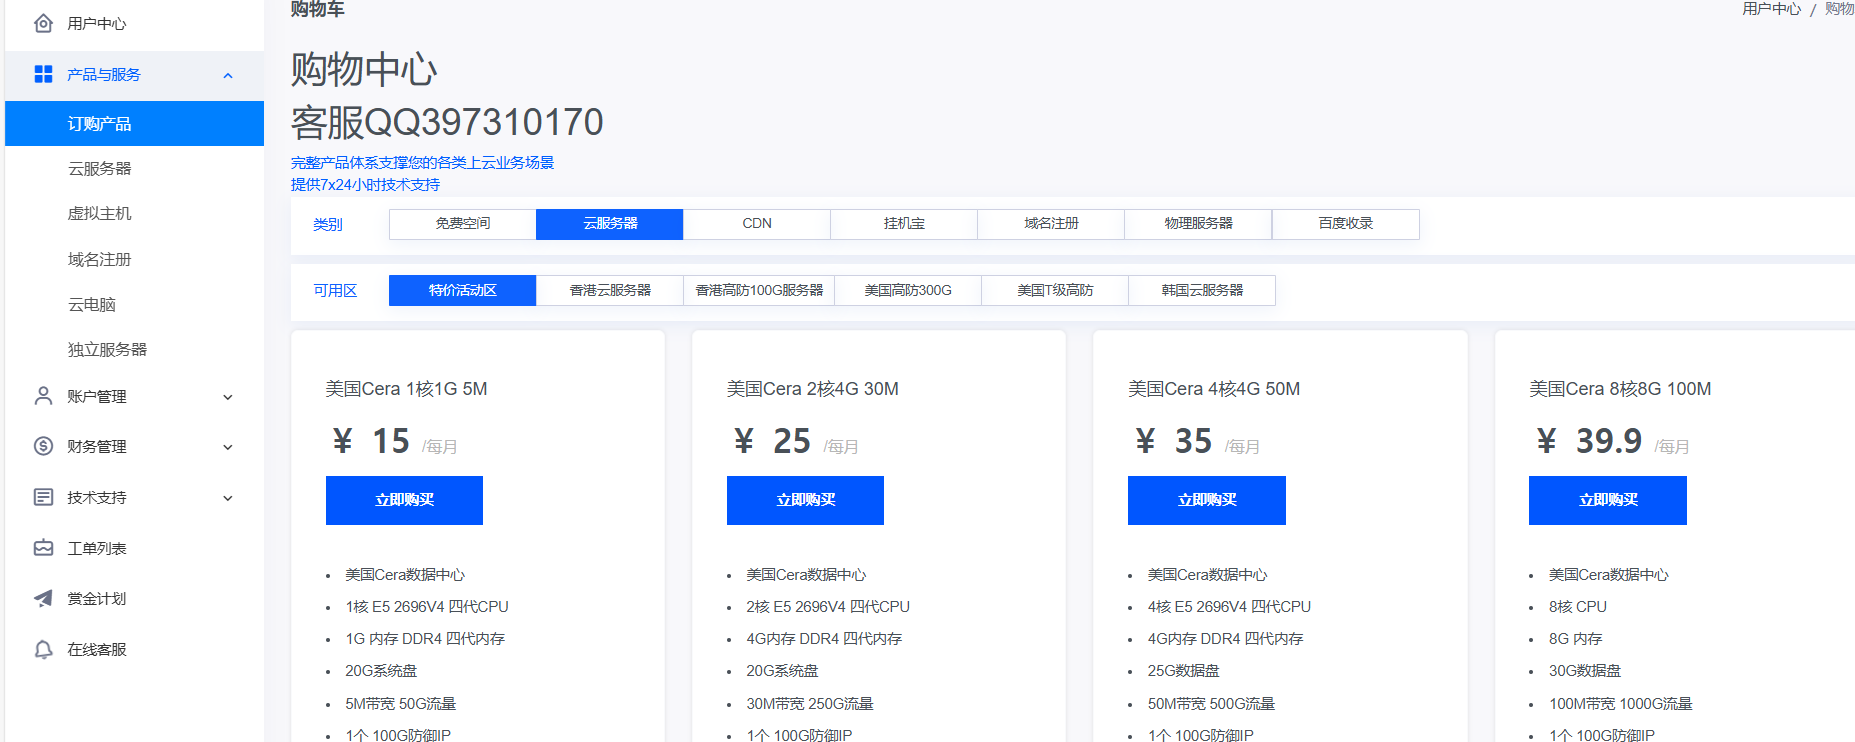 用户中心
产品与服务
订购产品
云服务器
虚拟主机
域名注册
云电脑
独立服务器
账户管理
财务管理
技术支持
工单列表
赏金计划
在线客服
购物车
用户中心 / 购物
购物中心
客服QQ397310170
完整产品体系支撑您的各类上云业务场景
提供7x24小时技术支持
类别 免费空间 云服务器 CDN 挂机宝 域名注册 物理服务器 百度收录
可用区 特价活动区 香港云服务器 香港高防100G服务器 美国高防300G 美国T级高防 韩国云服务器
美国Cera 1核1G 5M
¥ 15 /每月
立即购买
美国Cera数据中心
1核 E5 2696V4 四代CPU
1G 内存 DDR4 四代内存
20G系统盘
5M带宽 50G流量
1个 100G防御IP
美国Cera 2核4G 30M
¥ 25 /每月
立即购买
美国Cera数据中心
2核 E5 2696V4 四代CPU
4G内存 DDR4 四代内存
20G系统盘
30M带宽 250G流量
1个 100G防御IP
美国Cera 4核4G 50M
¥ 35 /每月
立即购买
美国Cera数据中心
4核 E5 2696V4 四代CPU
4G内存 DDR4 四代内存
25G数据盘
50M带宽 500G流量
1个 100G防御IP
美国Cera 8核8G 100M
¥ 39.9 /每月
立即购买
美国Cera数据中心
8核 CPU
8G 内存
30G数据盘
100M带宽 1000G流量
1个 100G防御IP